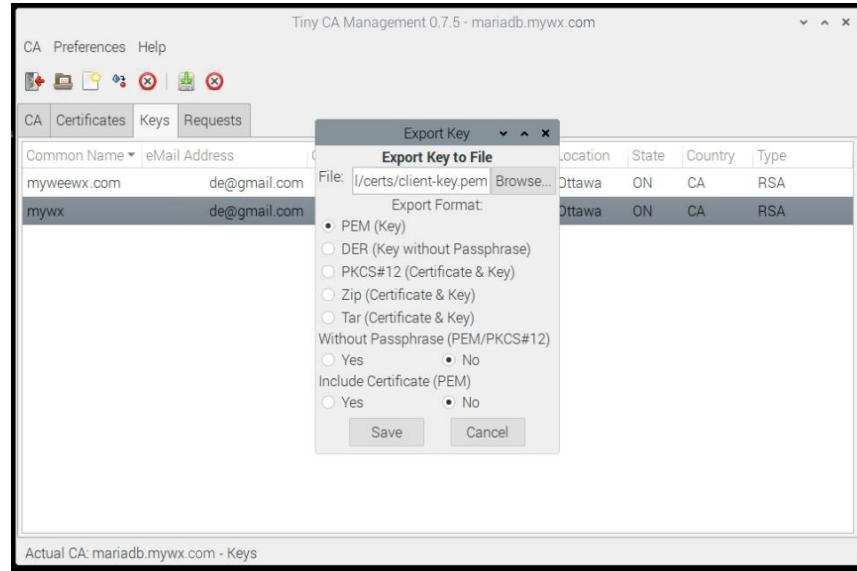 Tiny CA Management 0.7.5 - mariadb.mywx.com
CA Preferences Help
CA Certificates Keys Requests
Common Name eMail Address Location State Country Type
myweewx.com de@gmail.com Ottawa ON CA RSA
mywx de@gmail.com Ottawa ON CA RSA
Export Key
Export Key to File
File: l/certs/client-key.pem Browse...
Export Format:
PEM (Key)
DER (Key without Passphrase)
PKCS#12 (Certificate & Key)
Zip (Certificate & Key)
Tar (Certificate & Key)
Without Passphrase (PEM/PKCS#12)
Yes No
Include Certificate (PEM)
Yes No
Save Cancel
Actual CA: mariadb.mywx.com - Keys